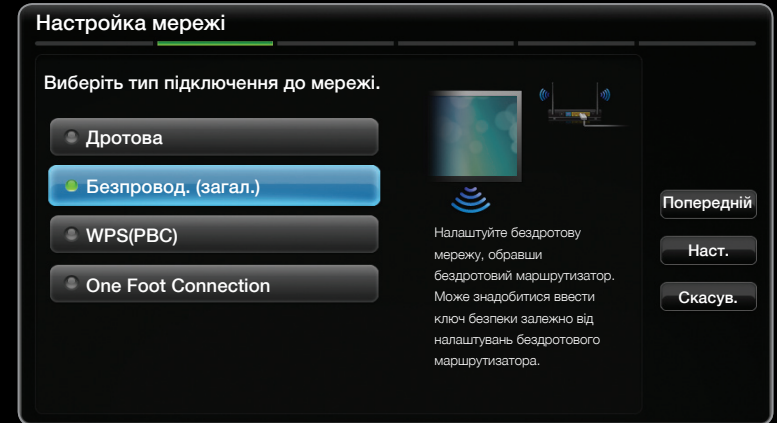 Настройка мережі
Виберіть тип підключення до мережі.
Дротова
Безпровод. (загал.)
WPS(PBC)
One Foot Connection
Налаштуйте бездротову
мережу, обравши
бездротовий маршрутизатор.
Може знадобитися ввести
ключ безпеки залежно від
налаштувань бездротового
маршрутизатора.
Попередній
Наст.
Скасув.